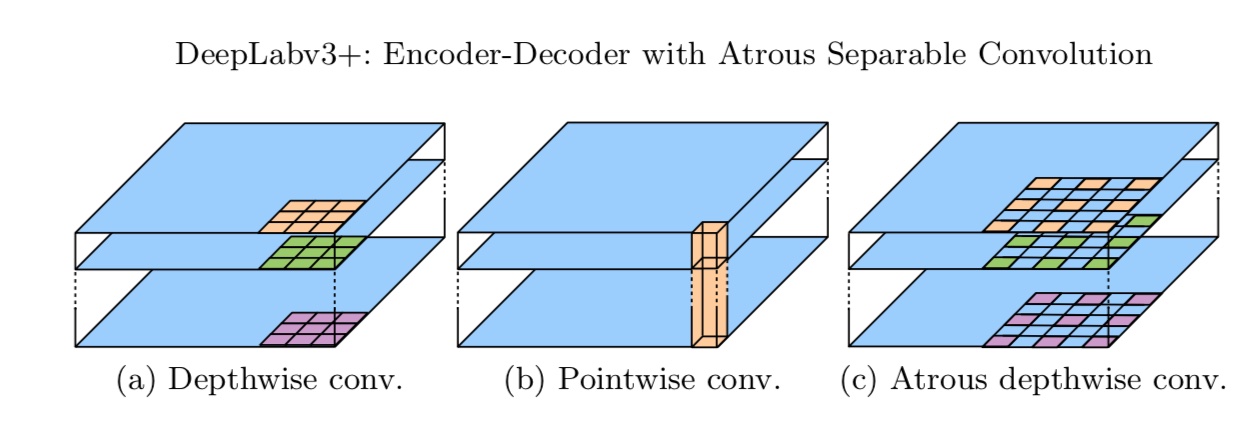 DeepLabv3+: Encoder-Decoder with Atrous Separable Convolution
(a) Depthwise conv. (b) Pointwise conv. (c) Atrous depthwise conv.